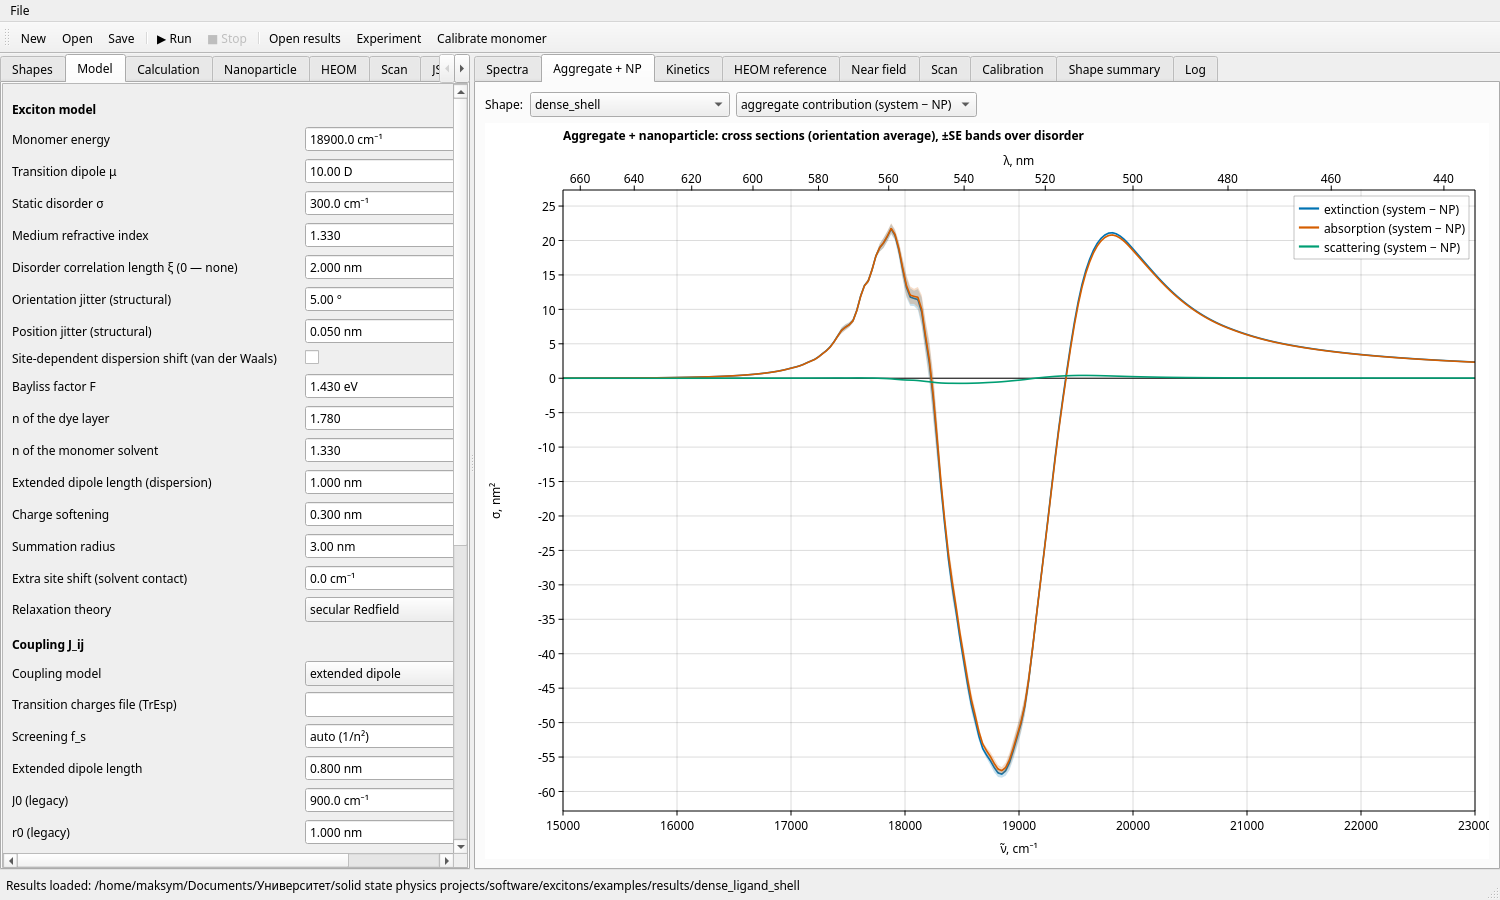 File
New Open Save ▶ Run Stop Open results Experiment Calibrate monomer
Shapes Model Calculation Nanoparticle HEOM Scan
Spectra Aggregate + NP Kinetics HEOM reference Near field Scan Calibration Shape summary Log
Exciton model
Monomer energy 18900.0 cm⁻¹
Transition dipole μ 10.00 D
Static disorder σ 300.0 cm⁻¹
Medium refractive index 1.330
Disorder correlation length ξ (0 — none) 2.000 nm
Orientation jitter (structural) 5.00 °
Position jitter (structural) 0.050 nm
Site-dependent dispersion shift (van der Waals)
Bayliss factor F 1.430 eV
n of the dye layer 1.780
n of the monomer solvent 1.330
Extended dipole length (dispersion) 1.000 nm
Charge softening 0.300 nm
Summation radius 3.00 nm
Extra site shift (solvent contact) 0.0 cm⁻¹
Relaxation theory secular Redfield
Coupling J_ij
Coupling model extended dipole
Transition charges file (TrEsp)
Screening f_s auto (1/n²)
Extended dipole length 0.800 nm
J0 (legacy) 900.0 cm⁻¹
r0 (legacy) 1.000 nm
Shape: dense_shell aggregate contribution (system − NP)
Aggregate + nanoparticle: cross sections (orientation average), ±SE bands over disorder
λ, nm
660 640 620 600 580 560 540 520 500 480 460 440
extinction (system − NP)
absorption (system − NP)
scattering (system − NP)
25
20
15
10
5
0
-5
-10
-15
-20
-25
-30
-35
-40
-45
-50
-55
-60
σ, nm²
15000 16000 17000 18000 19000 20000 21000 22000 23000
ṽ, cm⁻¹
Results loaded: /home/maksym/Documents/Университет/solid state physics projects/software/excitons/examples/results/dense_ligand_shell